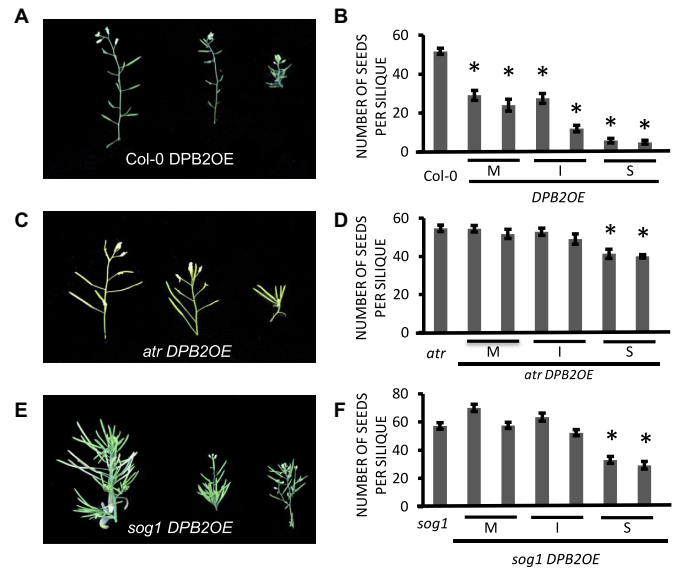 A
Col-0 DPB2OE
B
NUMBER OF SEEDS
PER SILIQUE
60
40
20
0
* * * * * *
Col-0
M I S
DPB2OE
C
atr DPB2OE
D
NUMBER OF SEEDS
PER SILIQUE
60
40
20
0
* *
atr
M I S
atr DPB2OE
E
sog1 DPB2OE
F
NUMBER OF SEEDS
PER SILIQUE
80
60
40
20
0
* *
sog1
M I S
sog1 DPB2OE